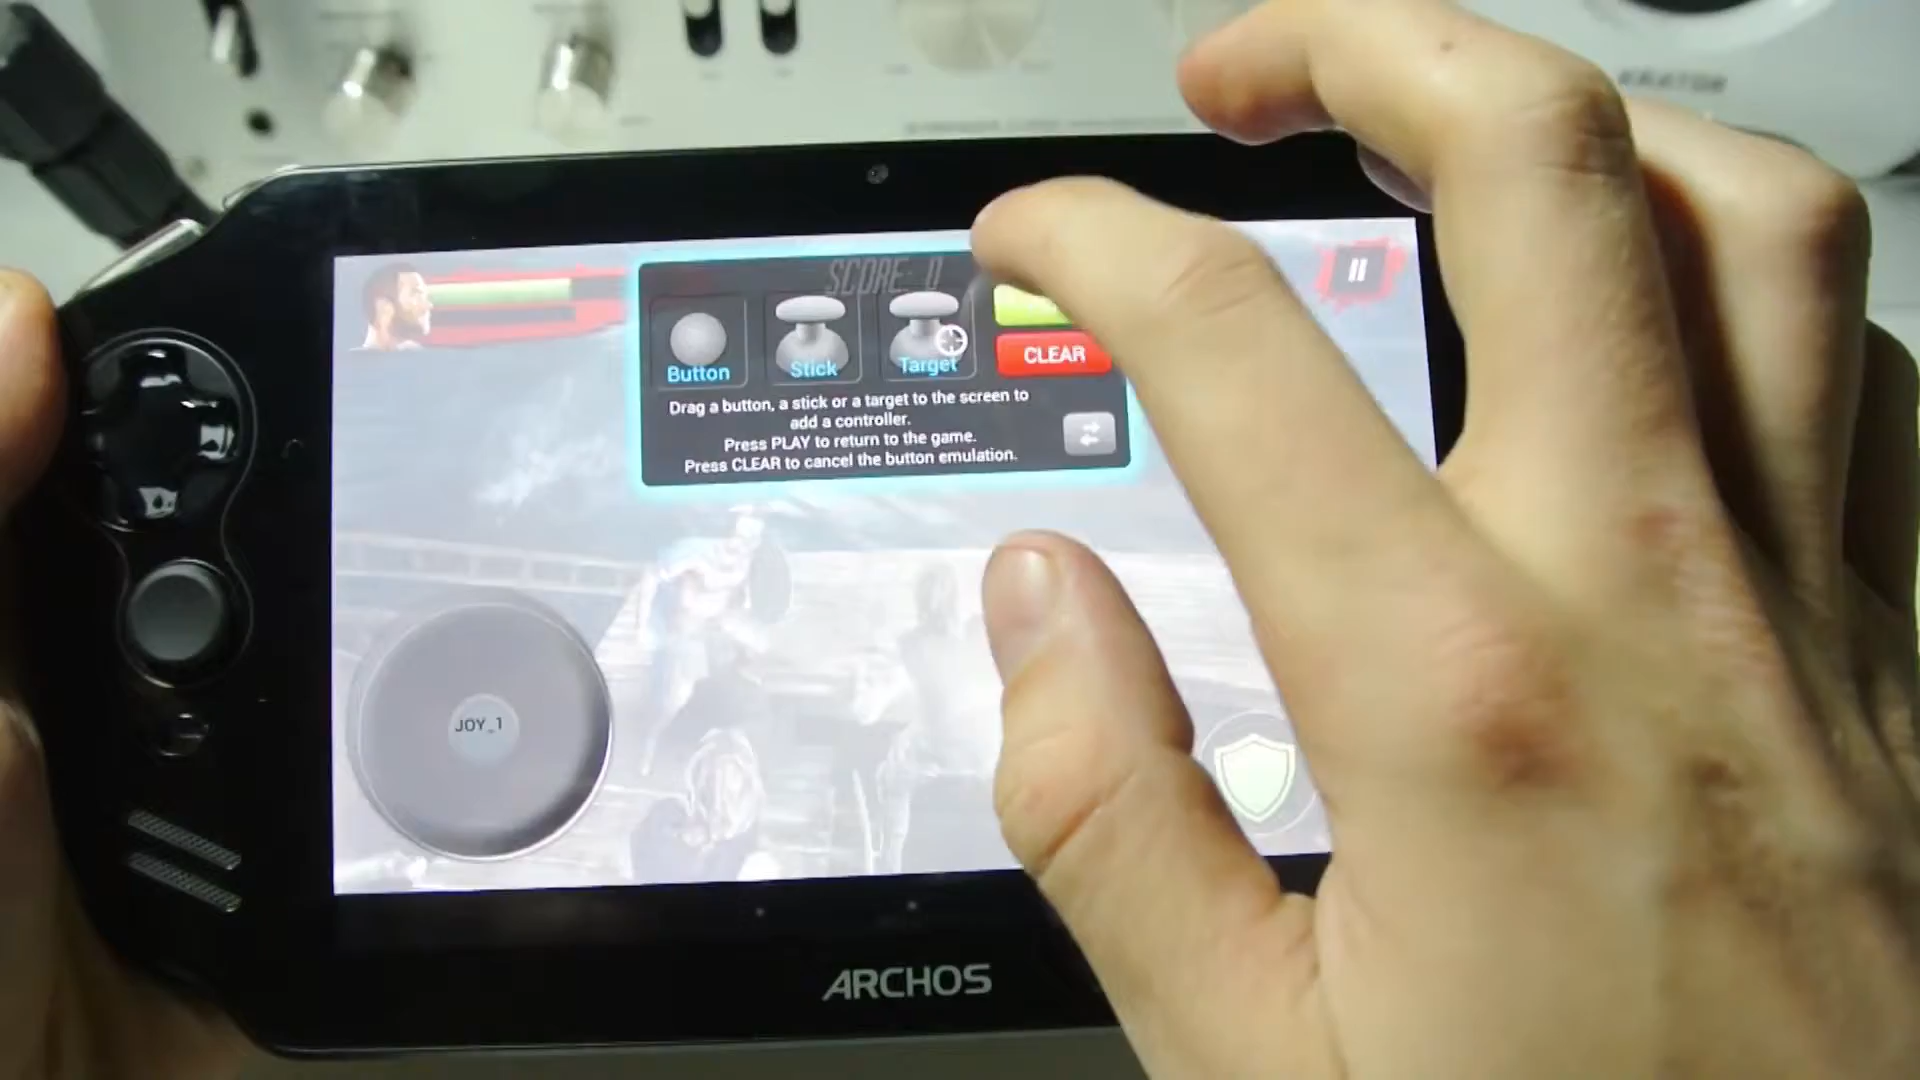 KRATOR
SCORE: 0
Button
Stick
Target
CLEAR
Drag a button, a stick or a target to the screen to
add a controller.
Press PLAY to return to the game.
Press CLEAR to cancel the button emulation.
JOY_1
ARCHOS